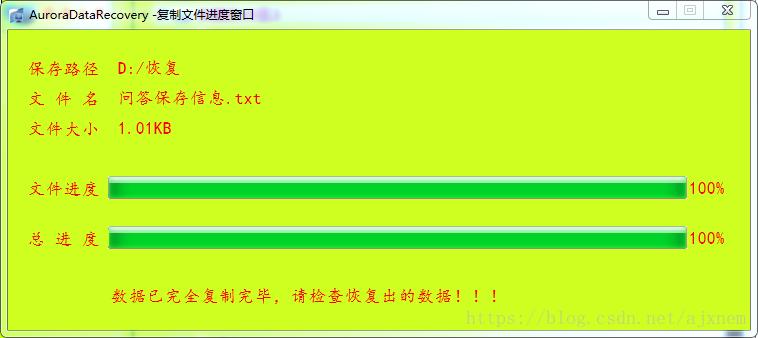 AuroraDataRecovery -复制文件进度窗口
保存路径 D:/恢复
文 件 名 问答保存信息.txt
文件大小 1.01KB
文件进度 100%
总 进 度 100%
数据已完全复制完毕，请检查恢复出的数据！！！
https://blog.csdn.net/ajxnem